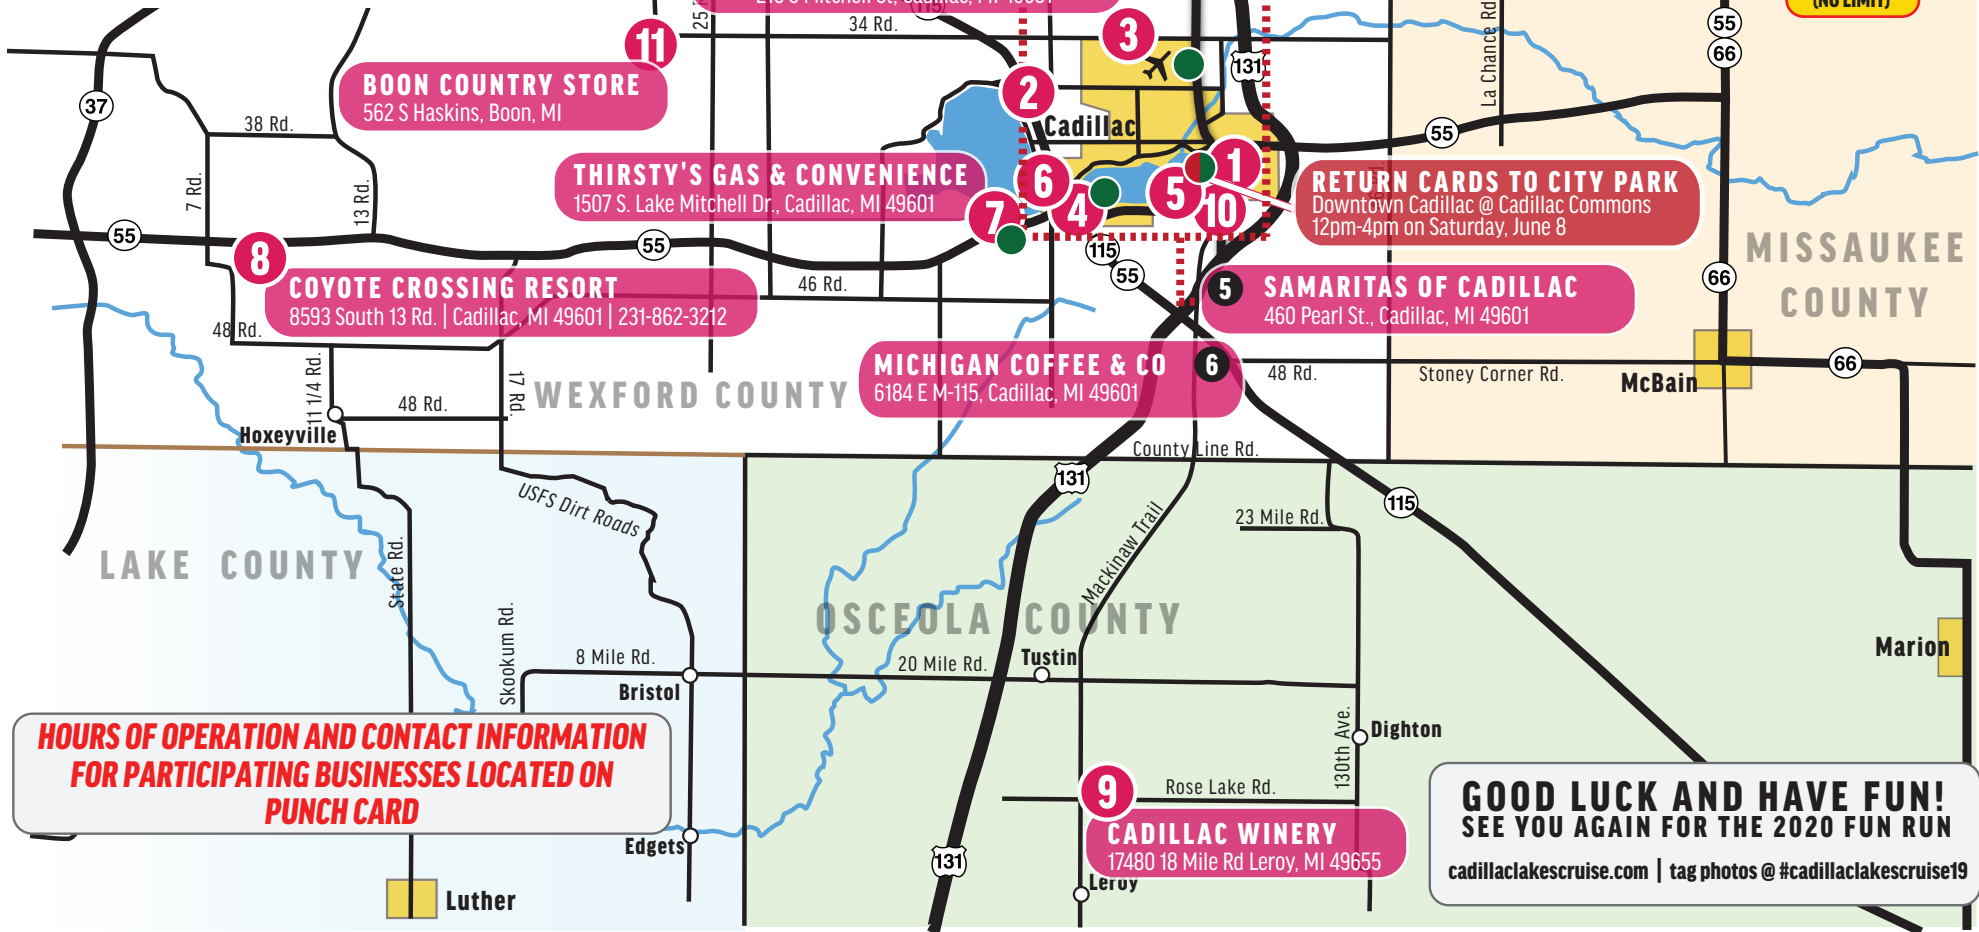 115
34 Rd.
3
11
BOON COUNTRY STORE
562 S Haskins, Boon, MI
37
38 Rd.
7 Rd.
13 Rd.
2
Cadillac
131
La Chance Rd
55
66
55
THIRSTY'S GAS & CONVENIENCE
1507 S. Lake Mitchell Dr., Cadillac, MI 49601
6
7
4
5
1
10
RETURN CARDS TO CITY PARK
Downtown Cadillac @ Cadillac Commons
12pm-4pm on Saturday, June 8
MISSAUKEE
COUNTY
55
8
55
115
55
66
COYOTE CROSSING RESORT
8593 South 13 Rd. | Cadillac, MI 49601 | 231-862-3212
46 Rd.
5
SAMARITAS OF CADILLAC
460 Pearl St., Cadillac, MI 49601
48 Rd.
11 1/4 Rd.
17 Rd.
48 Rd.
WEXFORD COUNTY
MICHIGAN COFFEE & CO
6184 E M-115, Cadillac, MI 49601
6
48 Rd.
Stoney Corner Rd.
McBain
66
Hoxeyville
County Line Rd.
131
115
USFS Dirt Roads
LAKE COUNTY
State Rd.
Mackinaw Trail
23 Mile Rd.
OSCEOLA COUNTY
Skookum Rd.
8 Mile Rd.
Bristol
20 Mile Rd.
Tustin
Marion
130th Ave.
Dighton
HOURS OF OPERATION AND CONTACT INFORMATION
FOR PARTICIPATING BUSINESSES LOCATED ON
PUNCH CARD
9
Rose Lake Rd.
CADILLAC WINERY
17480 18 Mile Rd Leroy, MI 49655
Leroy
131
Edgets
Luther
GOOD LUCK AND HAVE FUN!
SEE YOU AGAIN FOR THE 2020 FUN RUN
cadillaclakescruise.com | tag photos @ #cadillaclakescruise19